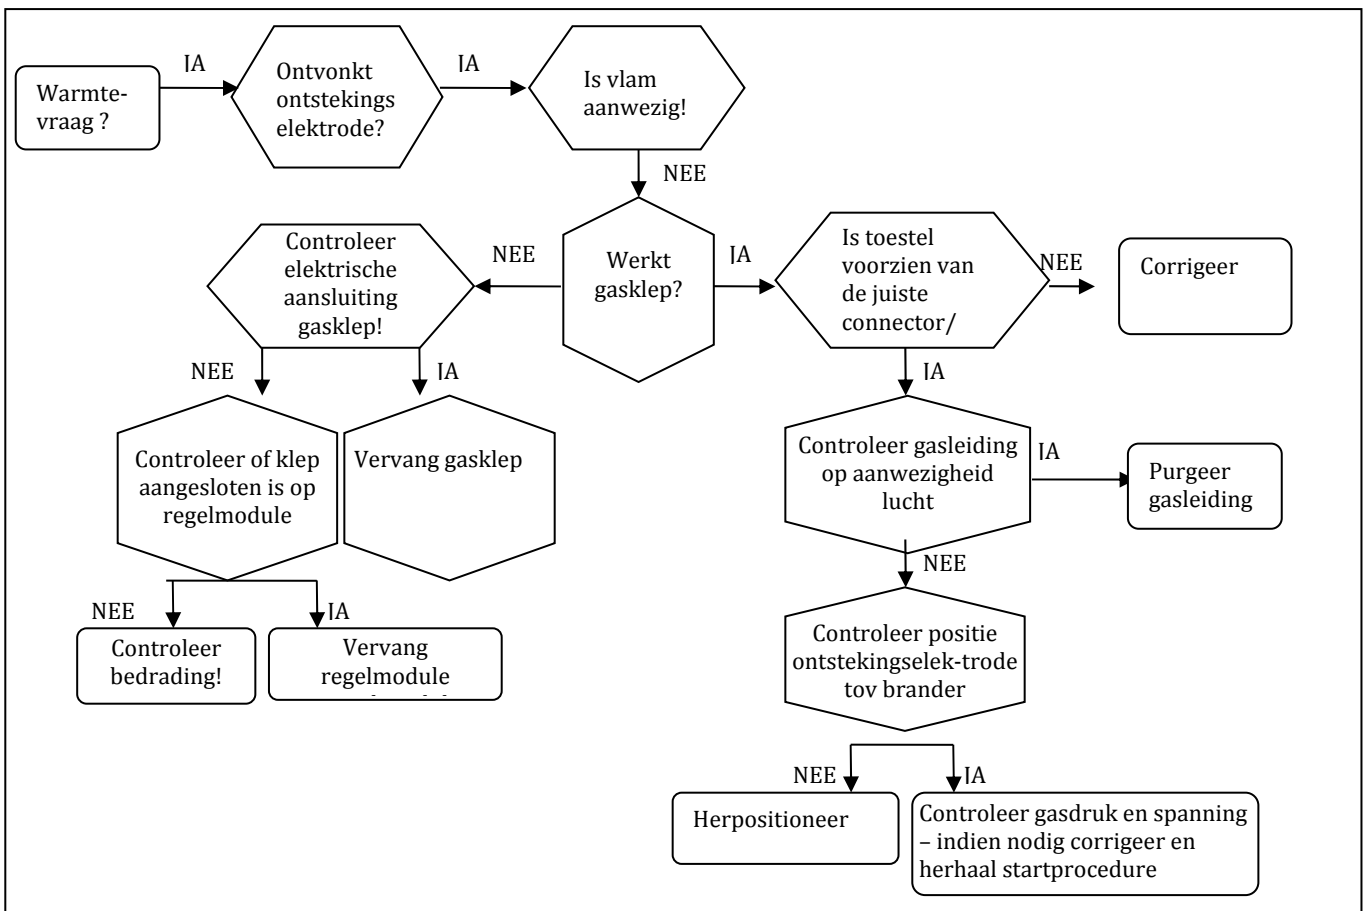 JA
JA
Warmte-
vraag ?
Ontvonkt
ontstekings
elektrode?
Is vlam
aanwezig!
NEE
Controleer
elektrische
aansluiting
gasklep!
NEE
Werkt
gasklep?
JA
Is toestel
voorzien van
de juiste
connector/
NEE
Corrigeer
NEE
JA
JA
Controleer of klep
aangesloten is op
regelmodule
Vervang gasklep
Controleer gasleiding
op aanwezigheid
lucht
JA
Purgeer
gasleiding
NEE
NEE
JA
Controleer
bedrading!
Vervang
regelmodule
Controleer positie
ontstekingselek-trode
tov brander
NEE
JA
Herpositioneer
Controleer gasdruk en spanning
– indien nodig corrigeer en
herhaal startprocedure